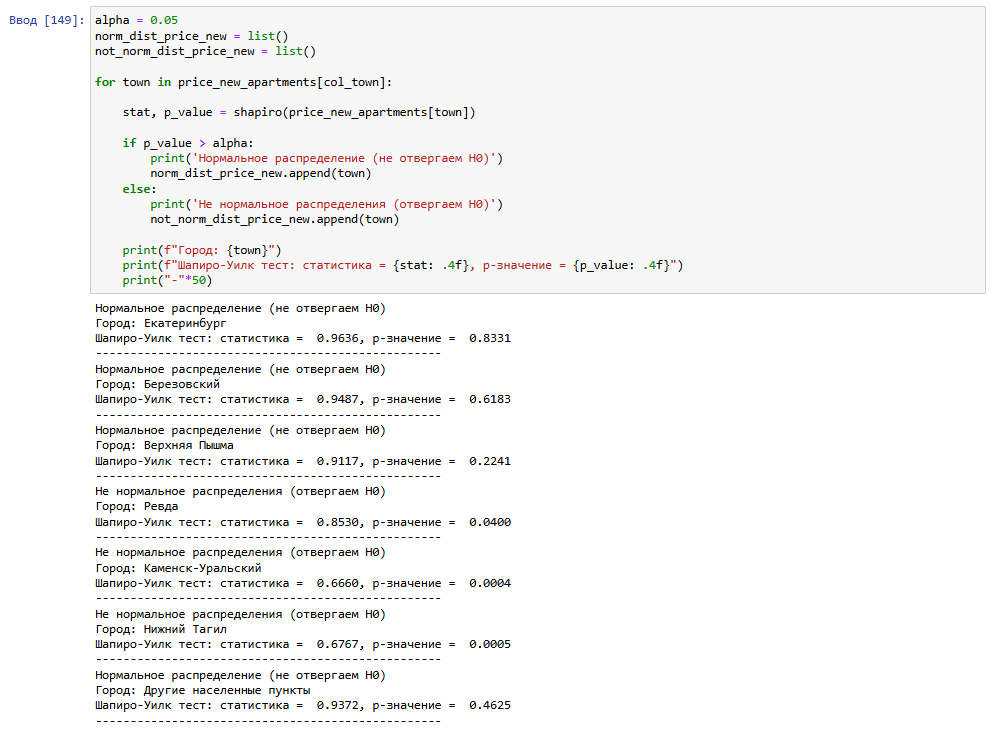 Ввод [149]: alpha = 0.05
norm_dist_price_new = list()
not_norm_dist_price_new = list()
for town in price_new_apartments[col_town]:
stat, p_value = shapiro(price_new_apartments[town])
if p_value > alpha:
print('Нормальное распределение (не отвергаем H0)')
norm_dist_price_new.append(town)
else:
print('Не нормальное распределения (отвергаем H0)')
not_norm_dist_price_new.append(town)
print(f"Город: {town}")
print(f"Шапиро-Уилк тест: статистика = {stat: .4f}, p-значение = {p_value: .4f}")
print("-"*50)
Нормальное распределение (не отвергаем H0)
Город: Екатеринбург
Шапиро-Уилк тест: статистика =  0.9636, p-значение =  0.8331
--------------------------------------------------
Нормальное распределение (не отвергаем H0)
Город: Березовский
Шапиро-Уилк тест: статистика =  0.9487, p-значение =  0.6183
--------------------------------------------------
Нормальное распределение (не отвергаем H0)
Город: Верхняя Пышма
Шапиро-Уилк тест: статистика =  0.9117, p-значение =  0.2241
--------------------------------------------------
Не нормальное распределения (отвергаем H0)
Город: Ревда
Шапиро-Уилк тест: статистика =  0.8530, p-значение =  0.0400
--------------------------------------------------
Не нормальное распределения (отвергаем H0)
Город: Каменск-Уральский
Шапиро-Уилк тест: статистика =  0.6660, p-значение =  0.0004
--------------------------------------------------
Не нормальное распределения (отвергаем H0)
Город: Нижний Тагил
Шапиро-Уилк тест: статистика =  0.6767, p-значение =  0.0005
--------------------------------------------------
Нормальное распределение (не отвергаем H0)
Город: Другие населенные пункты
Шапиро-Уилк тест: статистика =  0.9372, p-значение =  0.4625
--------------------------------------------------